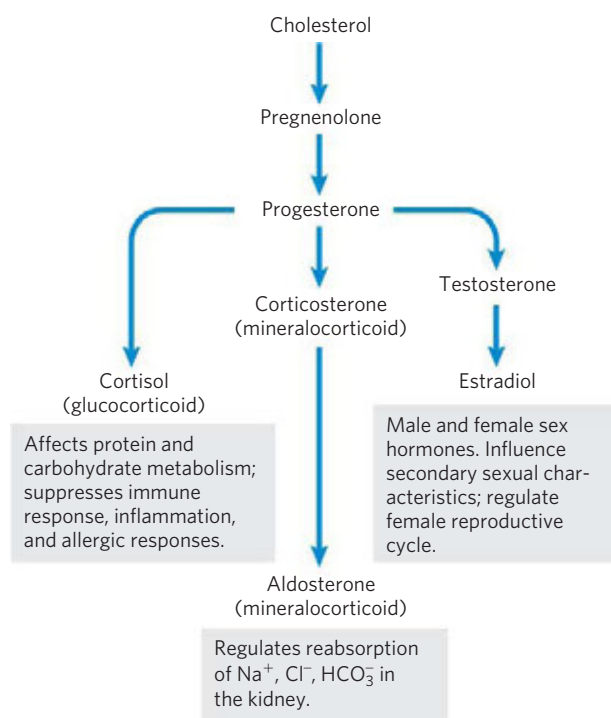 Cholesterol
Pregnenolone
Progesterone
Testosterone
Corticosterone
(mineralocorticoid)
Cortisol
(glucocorticoid)
Estradiol
Affects protein and
carbohydrate metabolism;
suppresses immune
response, inflammation,
and allergic responses.
Male and female sex
hormones. Influence
secondary sexual char-
acteristics; regulate
female reproductive
cycle.
Aldosterone
(mineralocorticoid)
Regulates reabsorption
of Na⁺, Cl⁻, HCO₃⁻ in
the kidney.